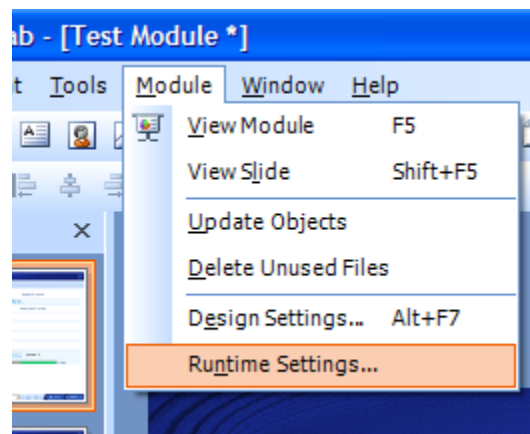 ab - [Test Module *]
t Tools Module Window Help
View Module F5
View Slide Shift+F5
Update Objects
Delete Unused Files
Design Settings... Alt+F7
Runtime Settings...